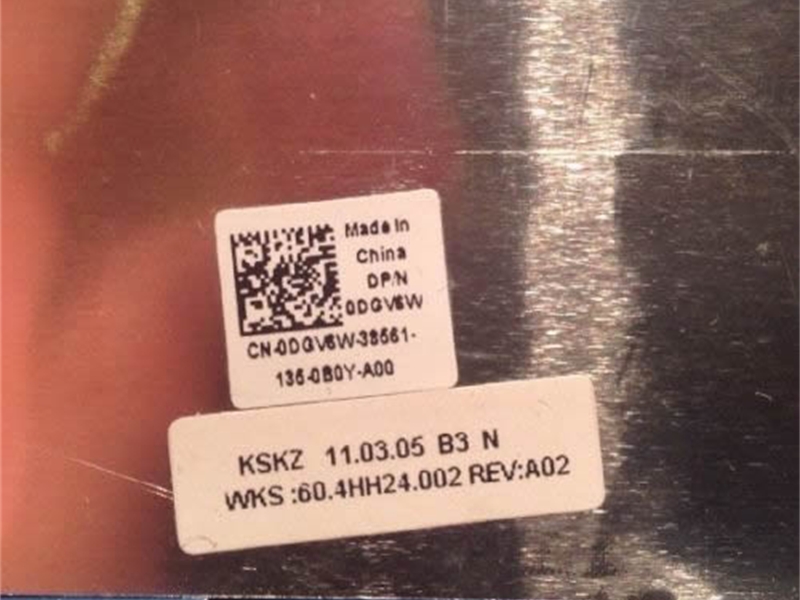 Made In
China
DP/N
0DGV6W
CN-0DGV6W-38561-
135-0B0Y-A00
KSKZ 11.03.05 B3 N
WKS :60.4HH24.002 REV:A02